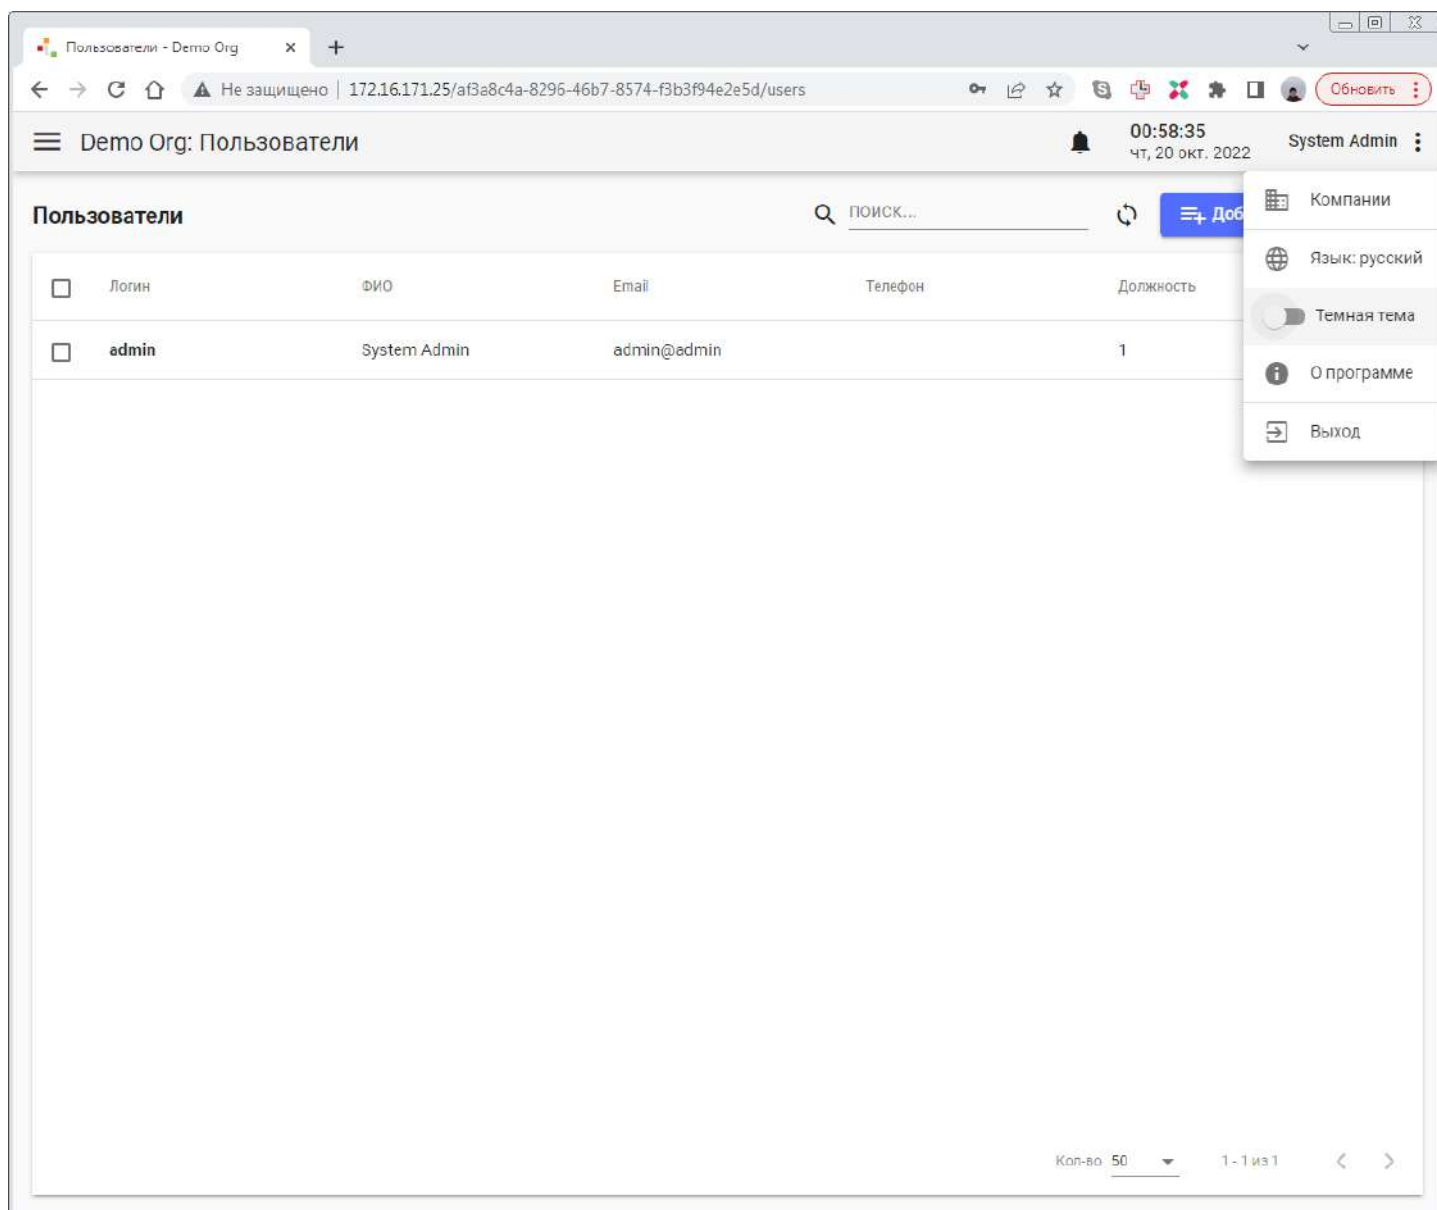 Пользователи - Demo Org
Не защищено | 172.16.171.25/af3a8c4a-8296-46b7-8574-f3b3f94e2e5d/users
Обновить
Demo Org: Пользователи
00:58:35
чт, 20 окт. 2022
System Admin
Пользователи
поиск...
Доб
Компании
Язык: русский
Темная тема
О программе
Выход
Логин ФИО Email Телефон Должность
admin System Admin admin@admin 1
Кол-во 50 1 - 1 из 1